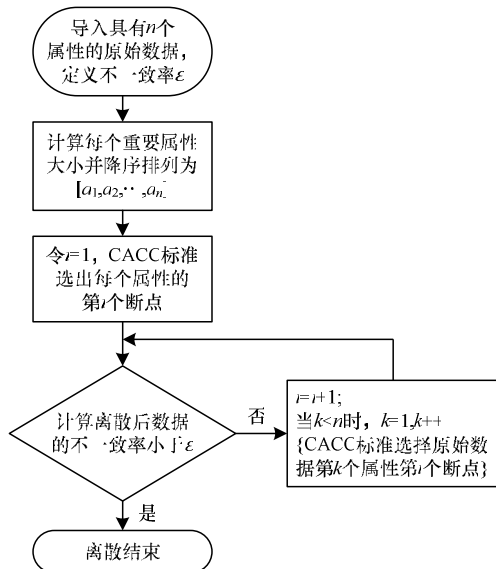 导入具有n个
属性的原始数据，
定义不一致率ε
计算每个重要属性
大小并降序排列为
[a₁,a₂,··,aₙ]
令i=1，CACC标准
选出每个属性的
第i个断点
计算离散后数据
的不一致率小于ε
否
i=i+1;
当k<n时，k=1,k++
{CACC标准选择原始数
据第k个属性第i个断点}
是
离散结束